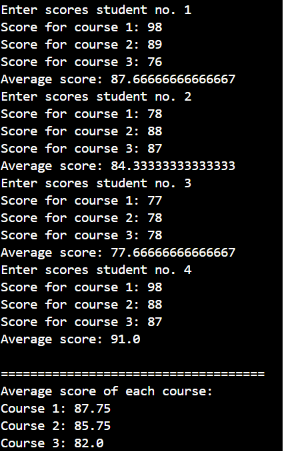 Enter scores student no. 1
Score for course 1: 98
Score for course 2: 89
Score for course 3: 76
Average score: 87.66666666666667
Enter scores student no. 2
Score for course 1: 78
Score for course 2: 88
Score for course 3: 87
Average score: 84.33333333333333
Enter scores student no. 3
Score for course 1: 77
Score for course 2: 78
Score for course 3: 78
Average score: 77.66666666666667
Enter scores student no. 4
Score for course 1: 98
Score for course 2: 88
Score for course 3: 87
Average score: 91.0
====================================
Average score of each course:
Course 1: 87.75
Course 2: 85.75
Course 3: 82.0